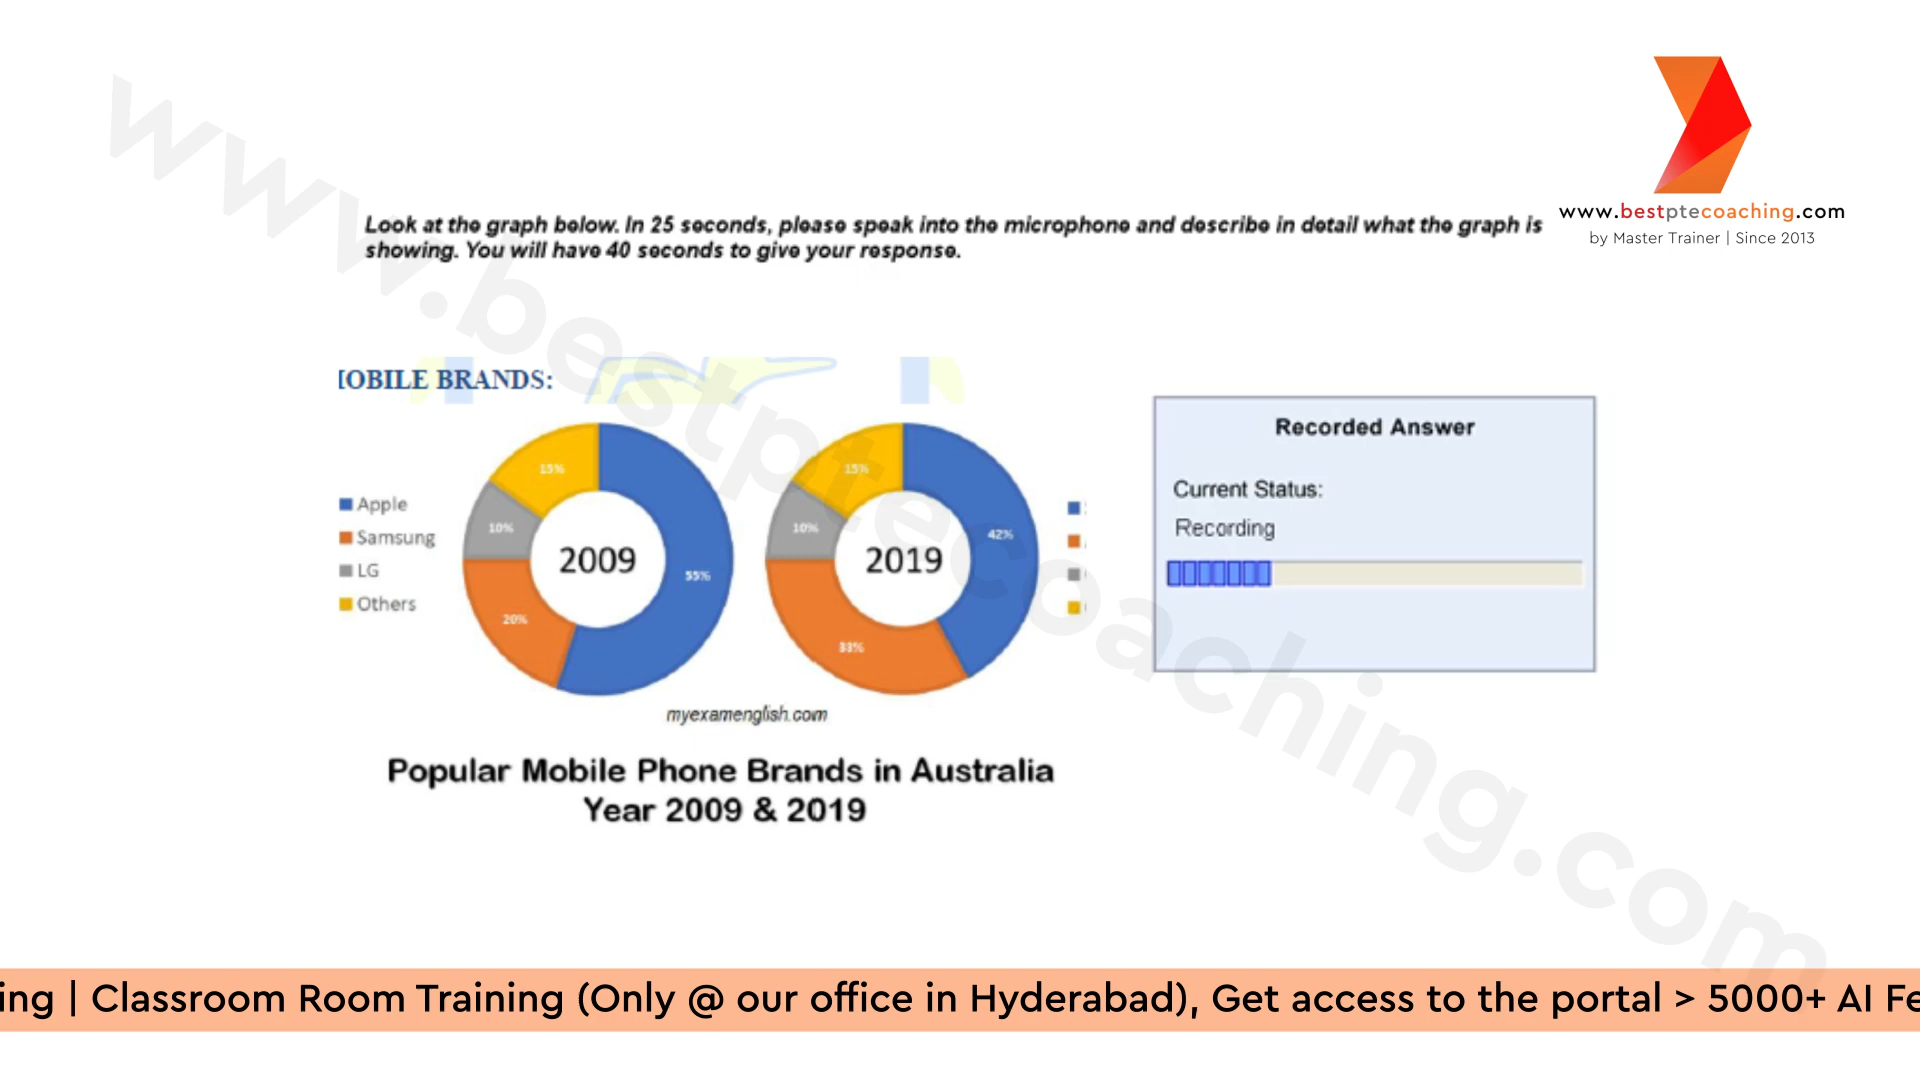 www.bestptecoaching.com
www.bestptecoaching.com
by Master Trainer | Since 2013
Look at the graph below. In 25 seconds, please speak into the microphone and describe in detail what the graph is
showing. You will have 40 seconds to give your response.
OBILE BRANDS:
Apple
Samsung
LG
Others
15%
10%
20%
55%
2009
15%
10%
33%
42%
2019
myexamenglish.com
Popular Mobile Phone Brands in Australia
Year 2009 & 2019
Recorded Answer
Current Status:
Recording
ing | Classroom Room Training (Only @ our office in Hyderabad), Get access to the portal > 5000+ AI Fe